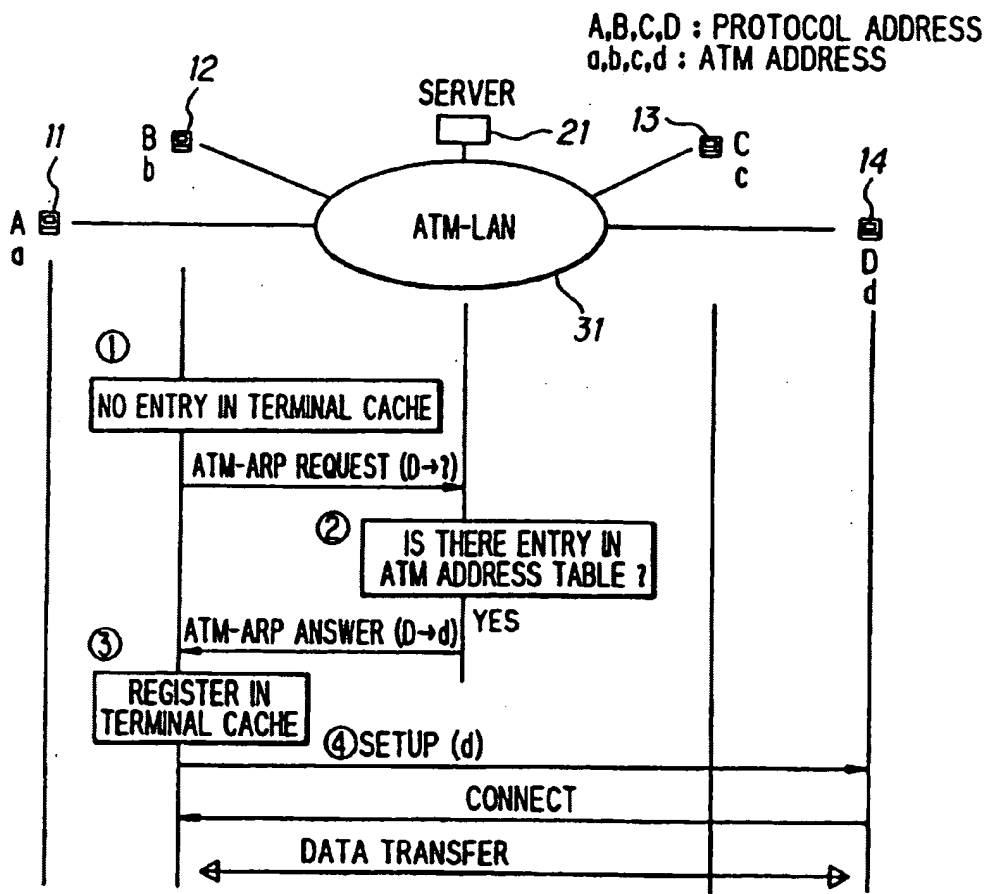 A,B,C,D : PROTOCOL ADDRESS
a,b,c,d : ATM ADDRESS
12
SERVER
11
B
b
21
13
C
c
14
A
a
ATM-LAN
D
d
31
①
NO ENTRY IN TERMINAL CACHE
ATM-ARP REQUEST (D→?)
②
IS THERE ENTRY IN
ATM ADDRESS TABLE ?
YES
ATM-ARP ANSWER (D→d)
③
REGISTER IN
TERMINAL CACHE
④SETUP (d)
CONNECT
DATA TRANSFER